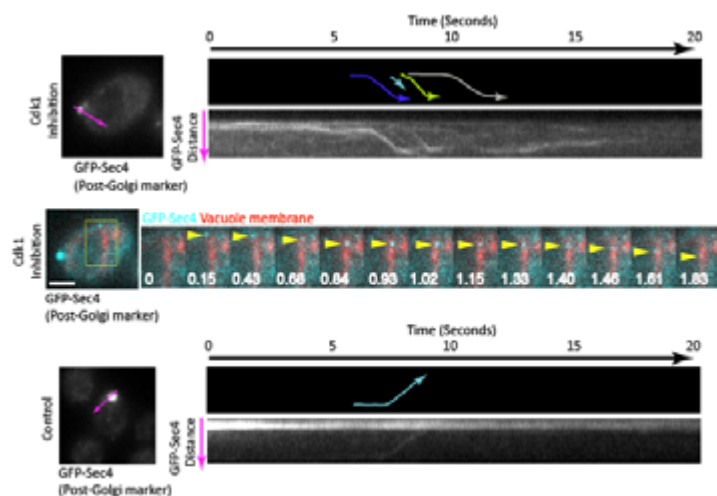 Time (Seconds)
0 5 10 15 20
Cdk1
Inhibition
GFP-Sec4
Distance
GFP-Sec4
(Post-Golgi marker)
GFP-Sec4 Vacuole membrane
Cdk1
Inhibition
0 0.15 0.43 0.68 0.84 0.93 1.02 1.15 1.33 1.40 1.46 1.61 1.83
GFP-Sec4
(Post-Golgi marker)
Time (Seconds)
0 5 10 15 20
Control
GFP-Sec4
Distance
GFP-Sec4
(Post-Golgi marker)